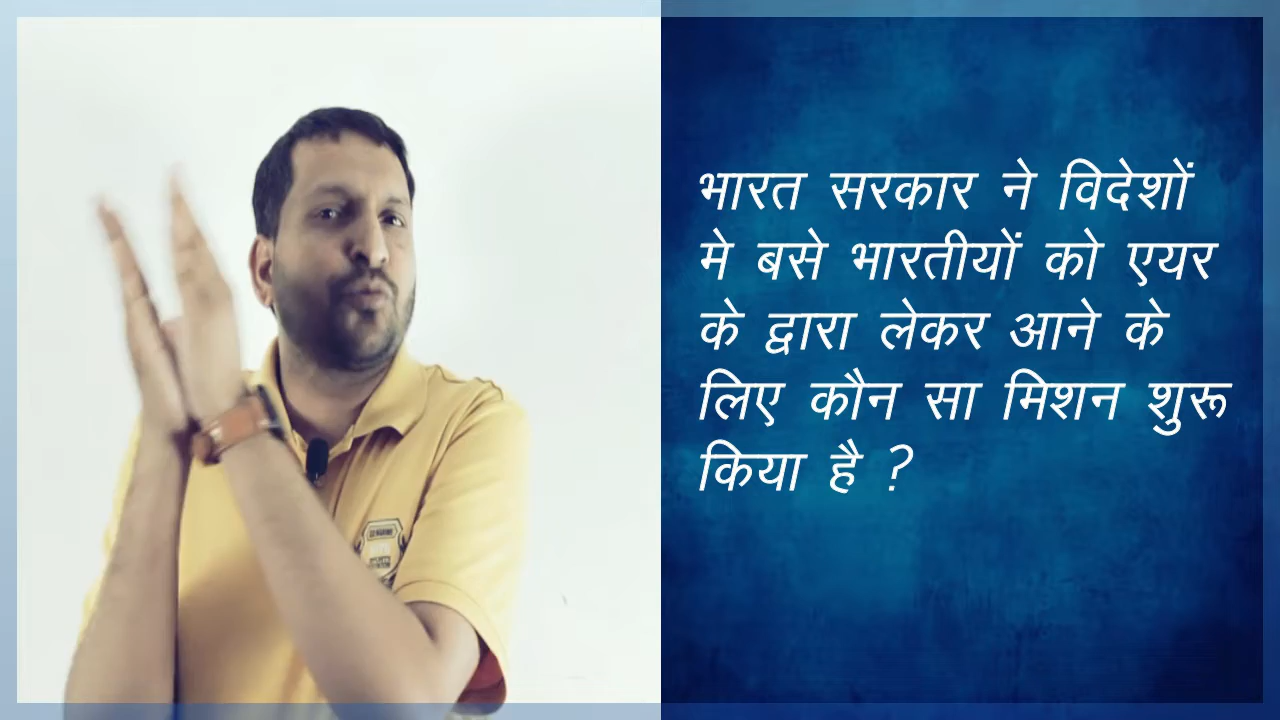 भारत सरकार ने विदेशों
मे बसे भारतीयों को एयर
के द्वारा लेकर आने के
लिए कौन सा मिशन शुरू
किया है ?